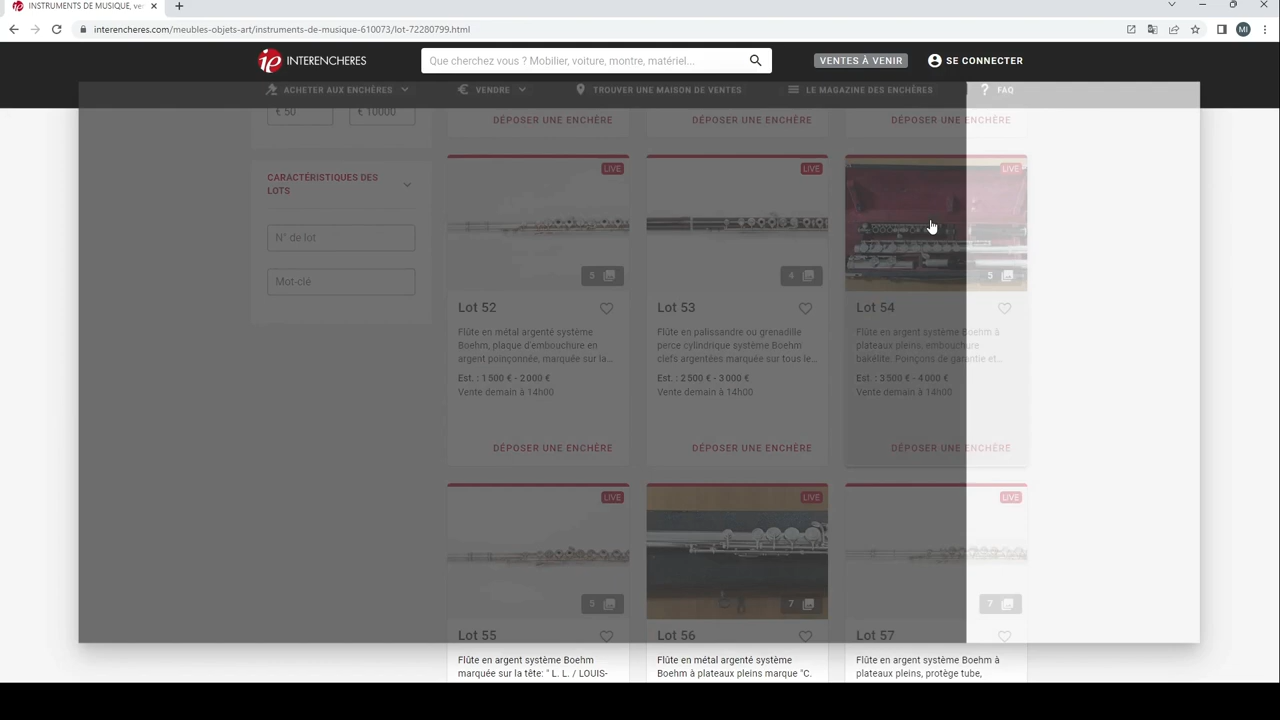 INSTRUMENTS DE MUSIQUE, ve
interencheres.com/meubles-objets-art/instruments-de-musique-610073/lot-72280799.html
MI
ie INTERENCHERES
Que cherchez vous ? Mobilier, voiture, montre, matériel...
VENTES À VENIR
SE CONNECTER
ACHETER AUX ENCHÈRES
VENDRE
TROUVER UNE MAISON DE VENTES
LE MAGAZINE DES ENCHÈRES
? FAQ
€ 50
€ 10000
DÉPOSER UNE ENCHÈRE
DÉPOSER UNE ENCHÈRE
DÉPOSER UNE ENCHÈRE
CARACTÉRISTIQUES DES
LOTS
N° de lot
Mot-clé
LIVE
5
Lot 52
Flûte en métal argenté système
Boehm, plaque d'embouchure en
argent poinçonnée, marquée sur la...
Est. : 1 500 € - 2 000 €
Vente demain à 14h00
DÉPOSER UNE ENCHÈRE
LIVE
4
Lot 53
Flûte en palissandre ou grenadille
perce cylindrique système Boehm
clefs argentées marquée sur tous le...
Est. : 2 500 € - 3 000 €
Vente demain à 14h00
DÉPOSER UNE ENCHÈRE
LIVE
5
Lot 54
Flûte en argent système Boehm à
plateaux pleins, embouchure
bakélite. Poinçons de garantie et...
Est. : 3 500 € - 4 000 €
Vente demain à 14h00
DÉPOSER UNE ENCHÈRE
LIVE
5
Lot 55
Flûte en argent système Boehm
marquée sur la tête: " L. L. / LOUIS-
LIVE
7
Lot 56
Flûte en métal argenté système
Boehm à plateaux pleins marque "C.
LIVE
7
Lot 57
Flûte en argent système Boehm à
plateaux pleins, protège tube,